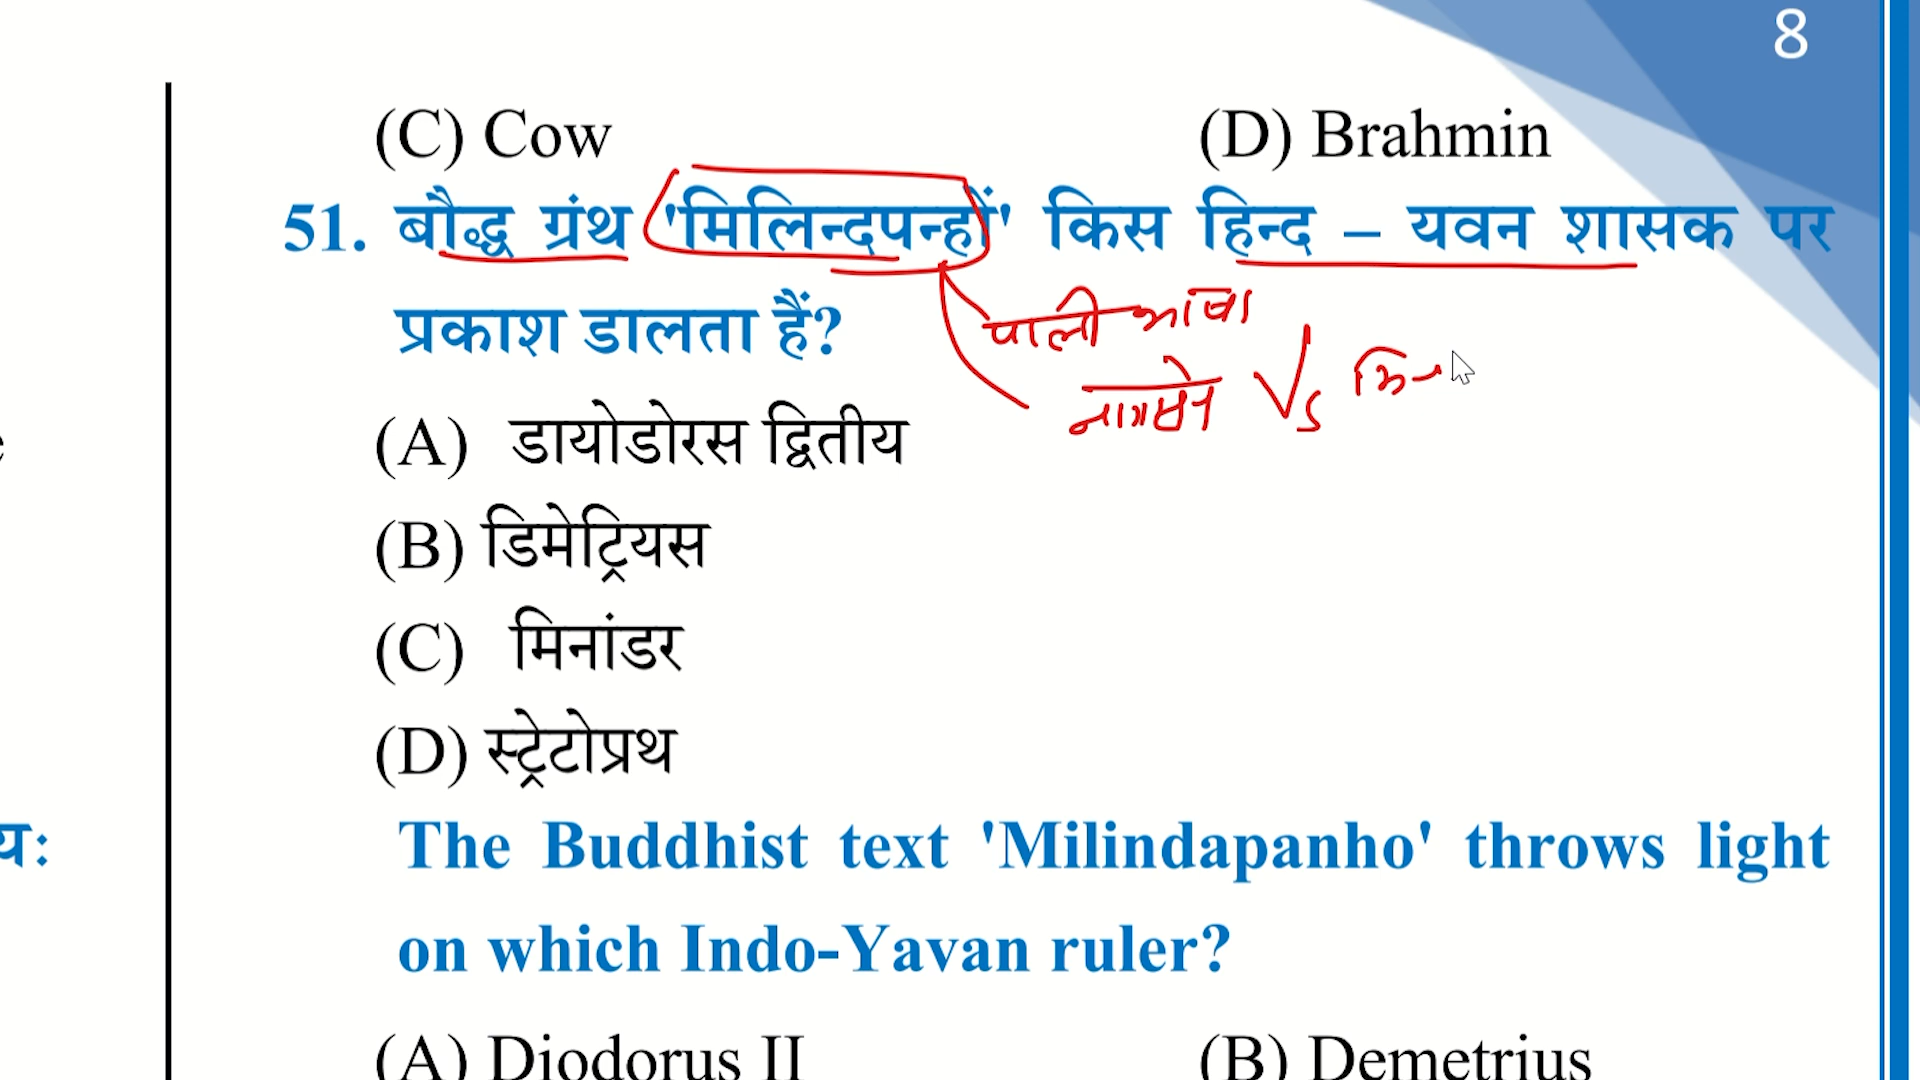 8
(C) Cow (D) Brahmin
51. बौद्ध ग्रंथ 'मिलिन्दपन्हों' किस हिन्द – यवन शासक पर
प्रकाश डालता हैं?
पाली भाषा
नागसेन Vs मि
(A) डायोडोरस द्वितीय
(B) डिमेट्रियस
(C) मिनांडर
(D) स्ट्रेटोप्रथ
यः
The Buddhist text 'Milindapanho' throws light
on which Indo-Yavan ruler?
(A) Diodorus II (B) Demetrius